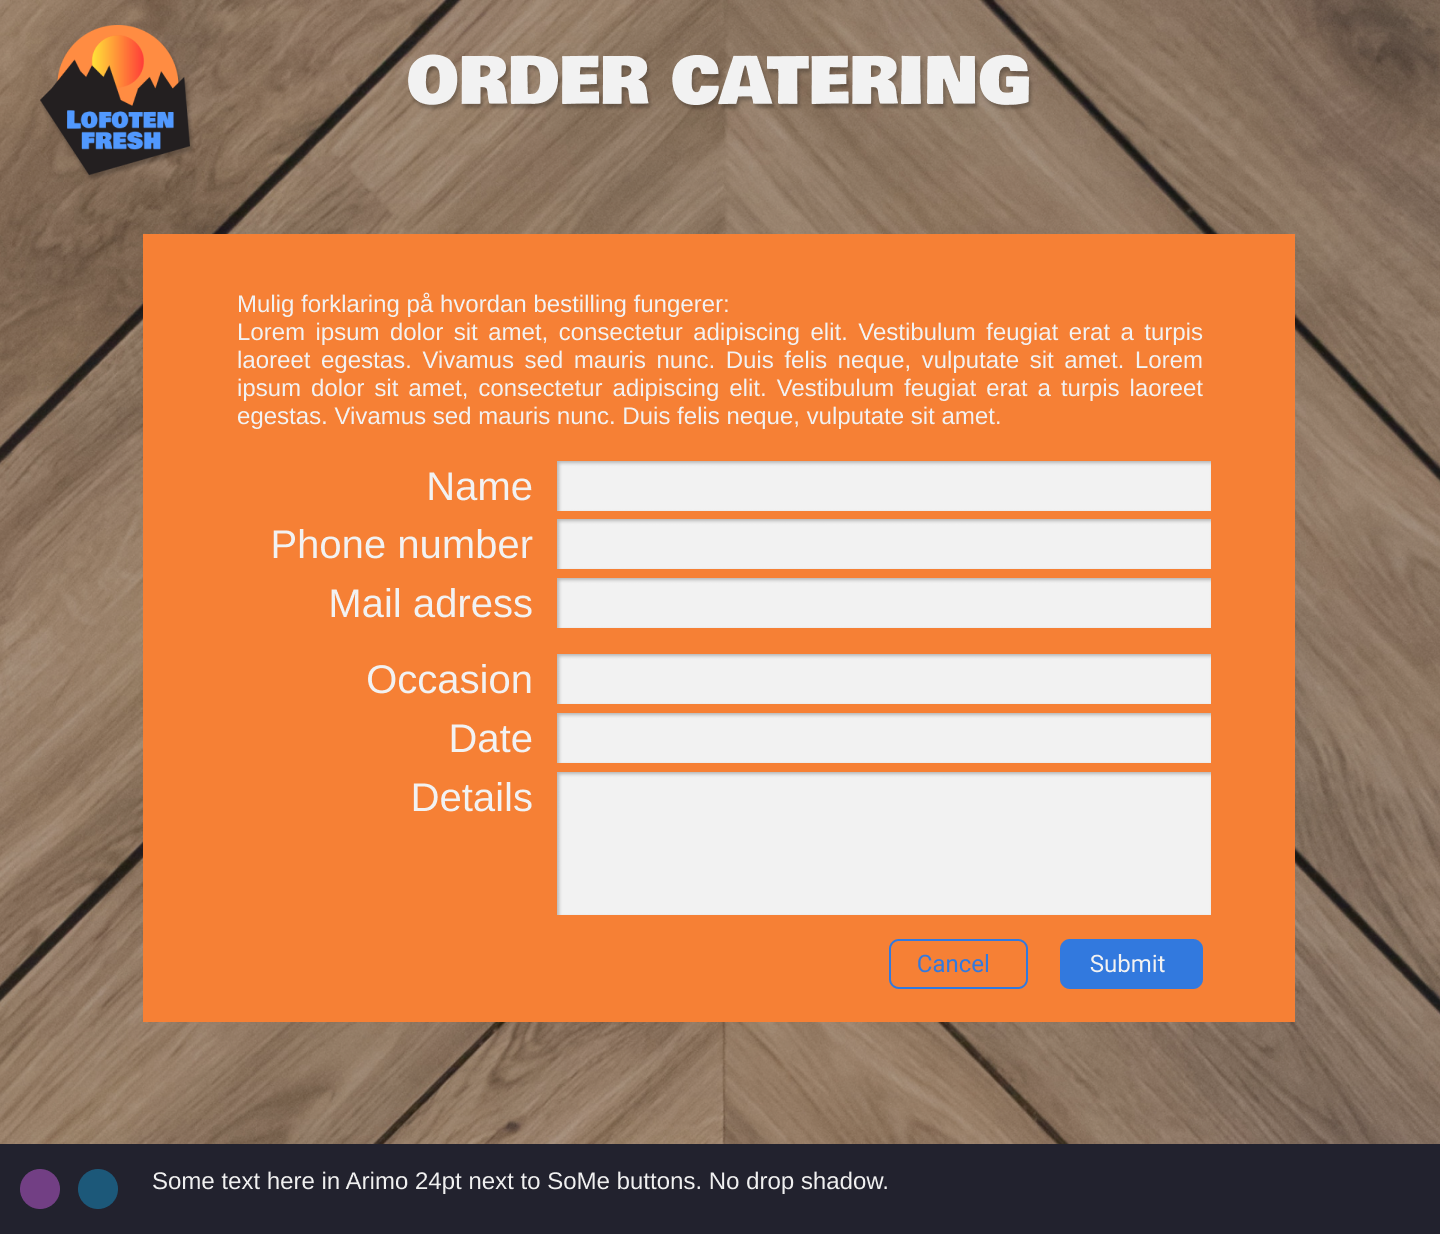 LOFOTEN
FRESH
ORDER CATERING
Mulig forklaring på hvordan bestilling fungerer:
Lorem ipsum dolor sit amet, consectetur adipiscing elit. Vestibulum feugiat erat a turpis
laoreet egestas. Vivamus sed mauris nunc. Duis felis neque, vulputate sit amet. Lorem
ipsum dolor sit amet, consectetur adipiscing elit. Vestibulum feugiat erat a turpis laoreet
egestas. Vivamus sed mauris nunc. Duis felis neque, vulputate sit amet.
Name
Phone number
Mail adress
Occasion
Date
Details
Cancel
Submit
Some text here in Arimo 24pt next to SoMe buttons. No drop shadow.